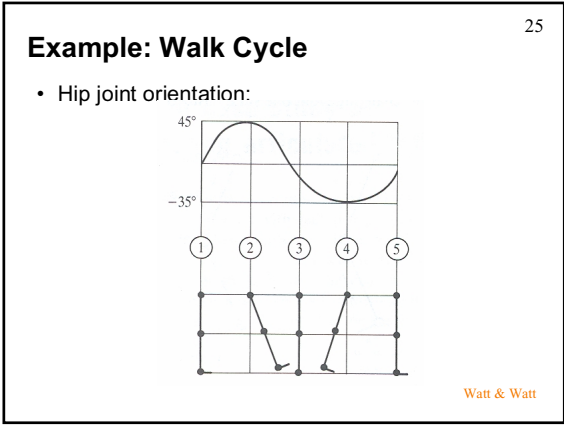 25
Example: Walk Cycle
• Hip joint orientation:
45°
−35°
1 2 3 4 5
Watt & Watt